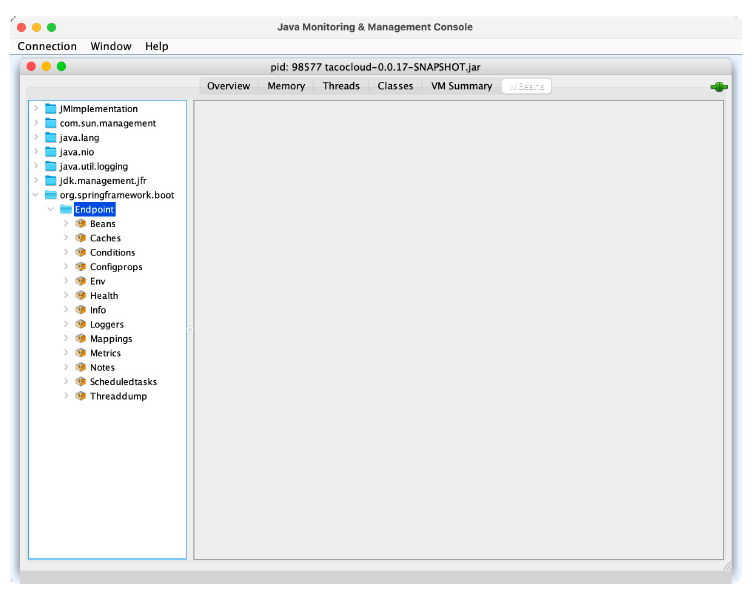 Java Monitoring & Management Console
Connection Window Help
pid: 98577 tacocloud-0.0.17-SNAPSHOT.jar
Overview Memory Threads Classes VM Summary MBeans
JMImplementation
com.sun.management
java.lang
java.nio
java.util.logging
jdk.management.jfr
org.springframework.boot
Endpoint
Beans
Caches
Conditions
Configprops
Env
Health
Info
Loggers
Mappings
Metrics
Notes
Scheduledtasks
Threaddump